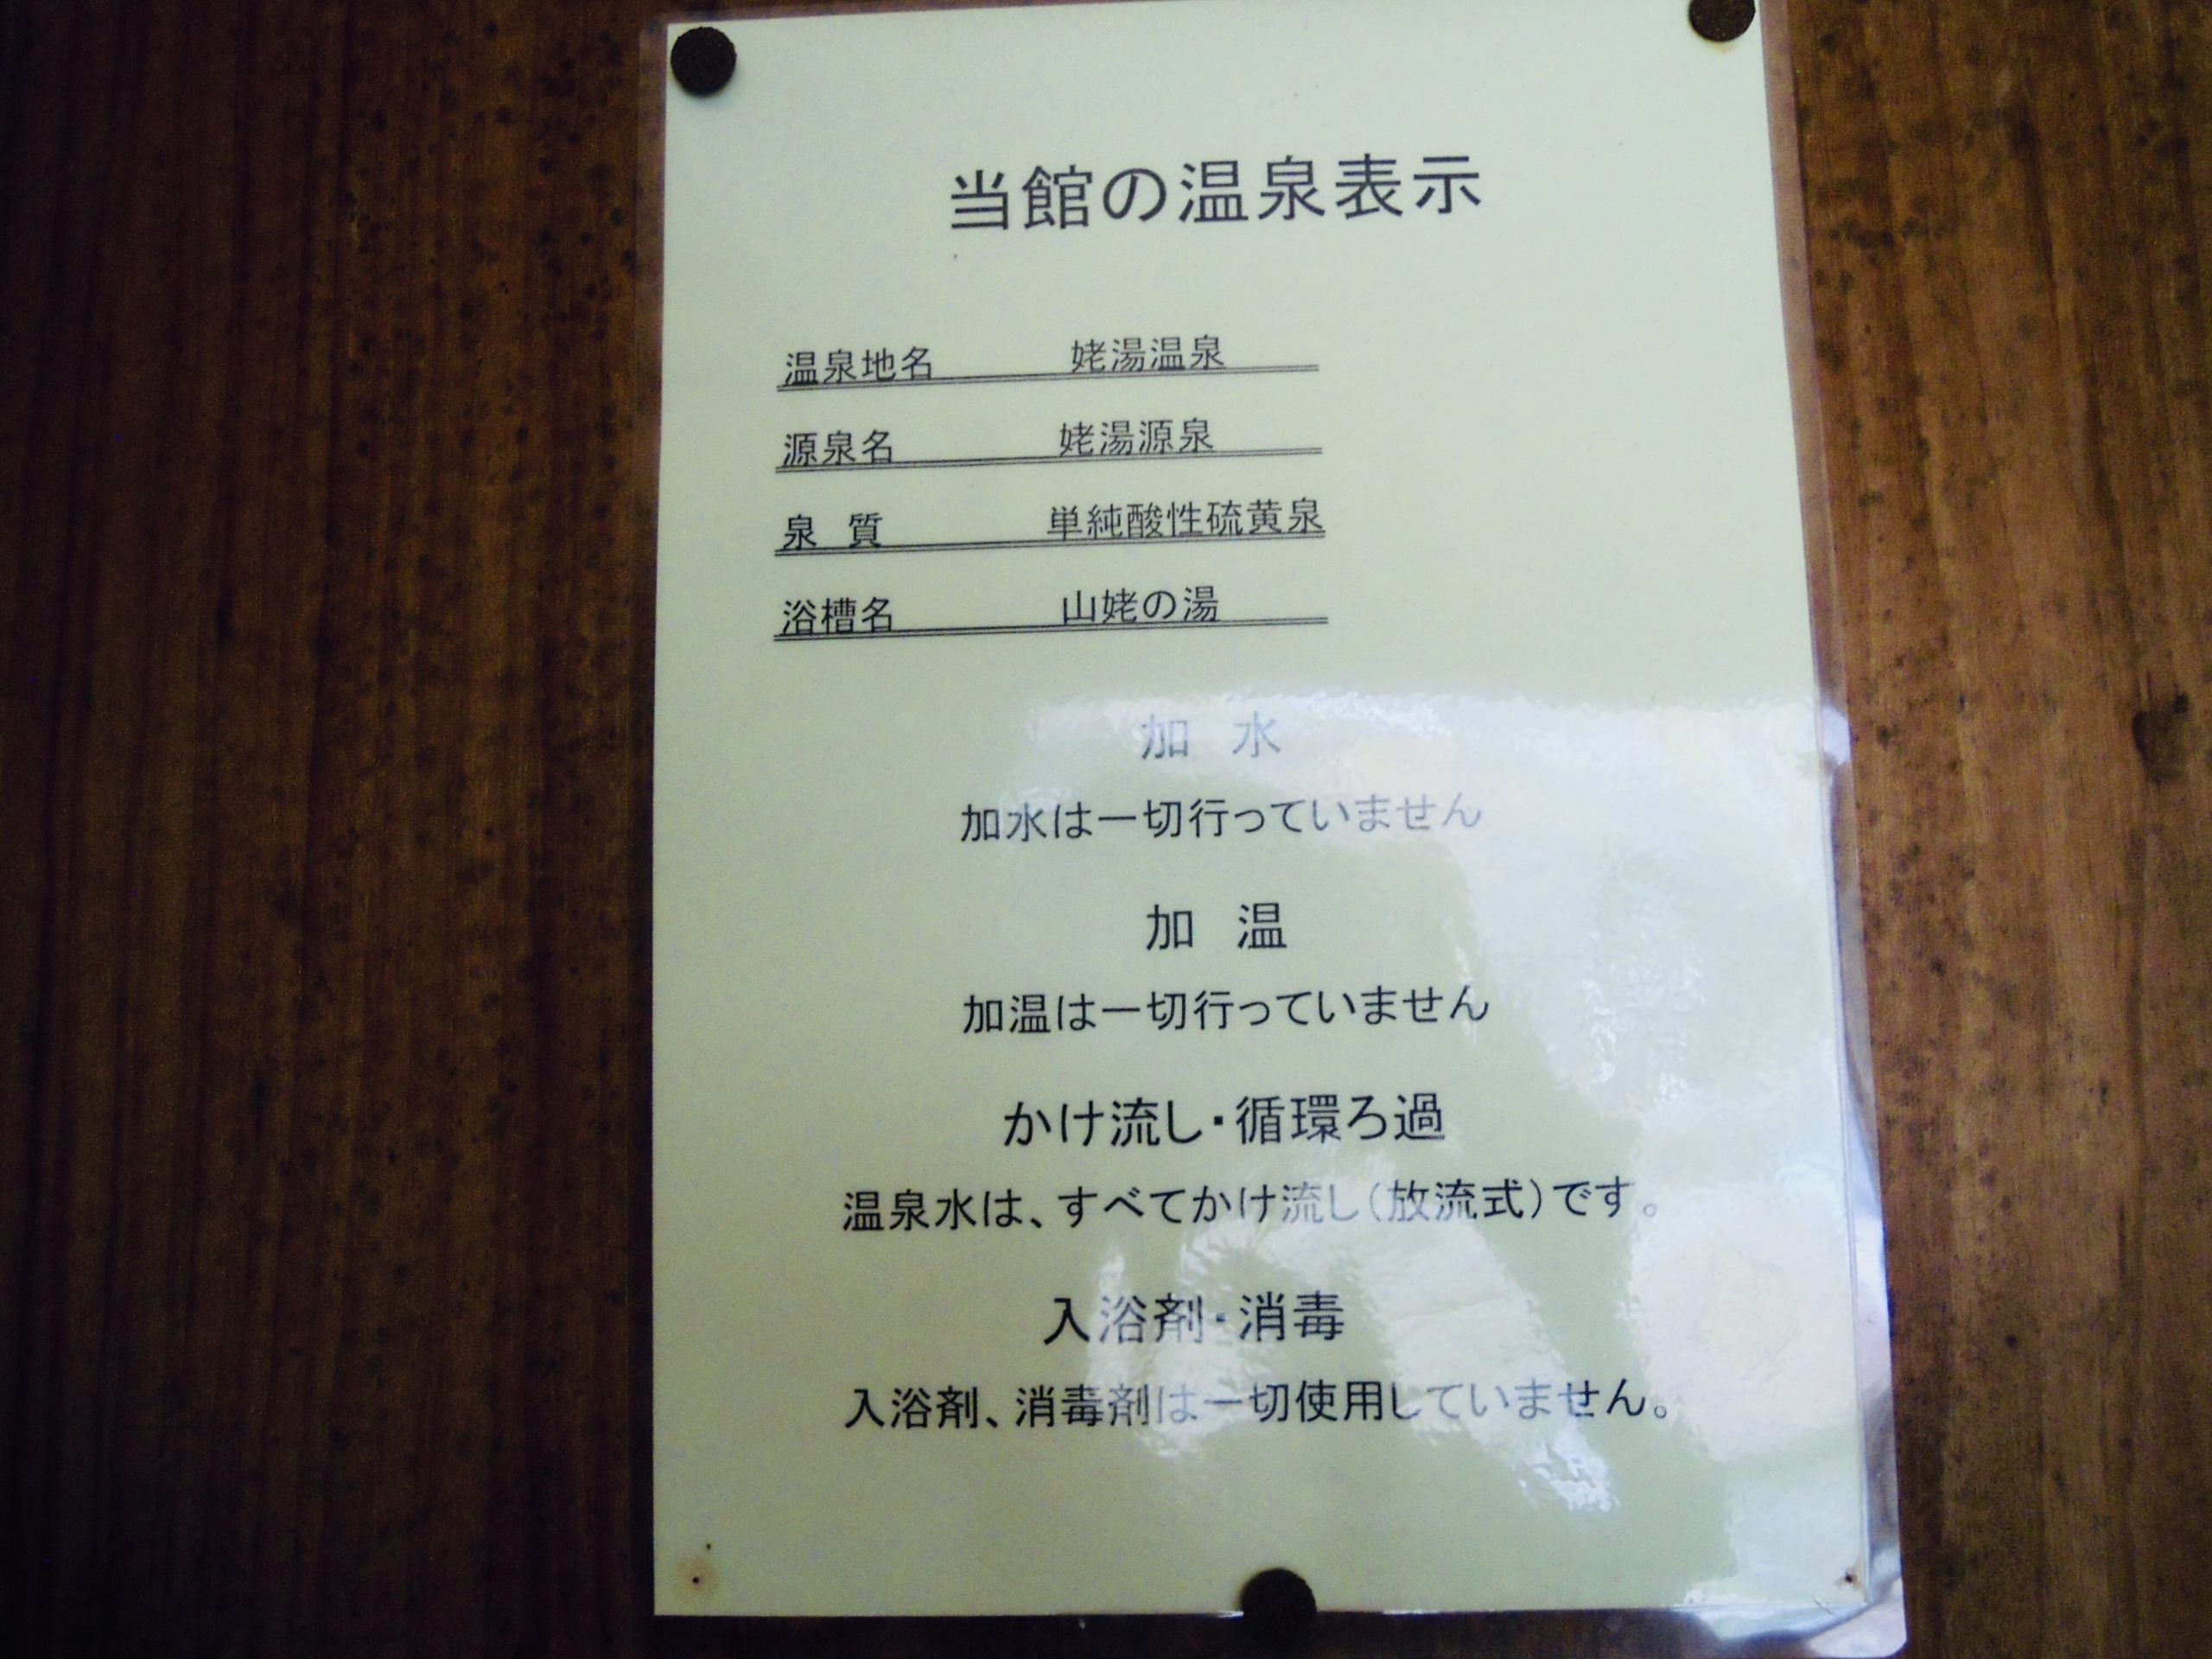 当館の温泉表示
温泉地名 姥湯温泉
源泉名 姥湯源泉
泉 質 単純酸性硫黄泉
浴槽名 山姥の湯
加 水
加水は一切行っていません
加 温
加温は一切行っていません
かけ流し・循環ろ過
温泉水は、すべてかけ流し（放流式）です。
入浴剤・消毒
入浴剤、消毒剤は一切使用していません。